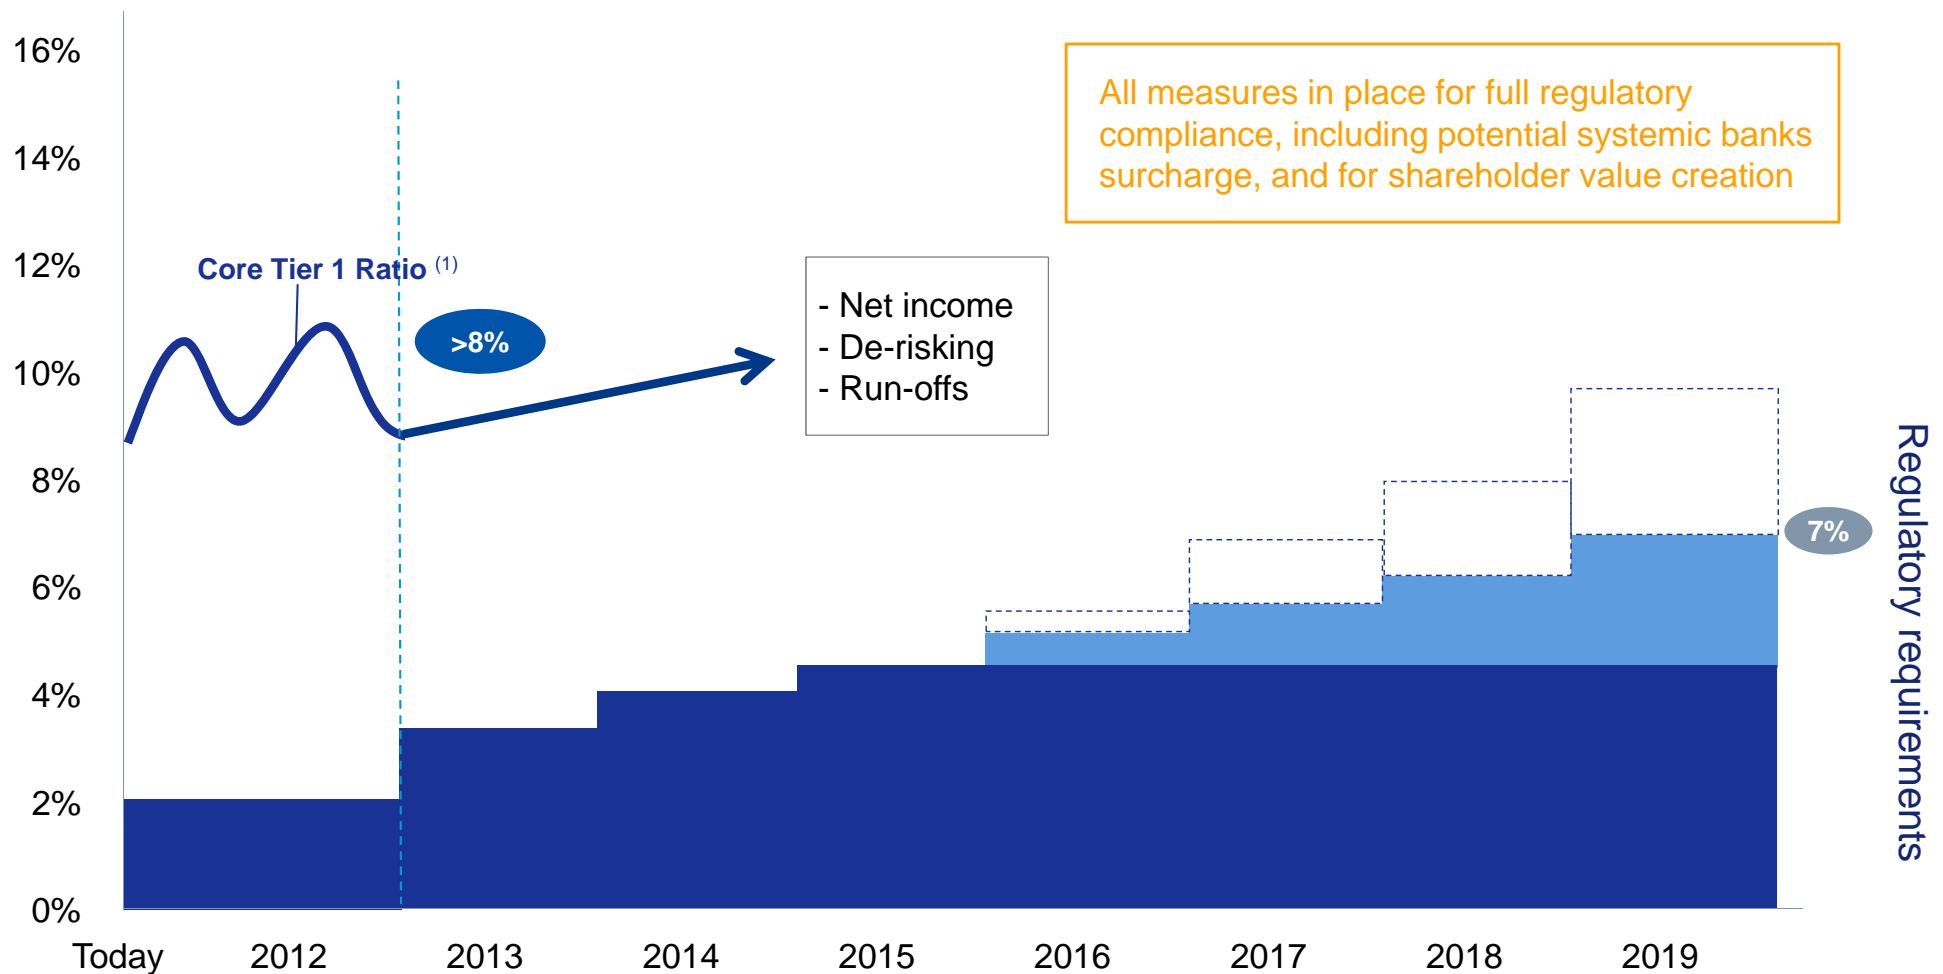 16%
14%
12%
10%
8%
6%
4%
2%
0%
All measures in place for full regulatory
compliance, including potential systemic banks
surcharge, and for shareholder value creation
Core Tier 1 Ratio (1)
>8%
- Net income
- De-risking
- Run-offs
7%
Regulatory requirements
Today 2012 2013 2014 2015 2016 2017 2018 2019